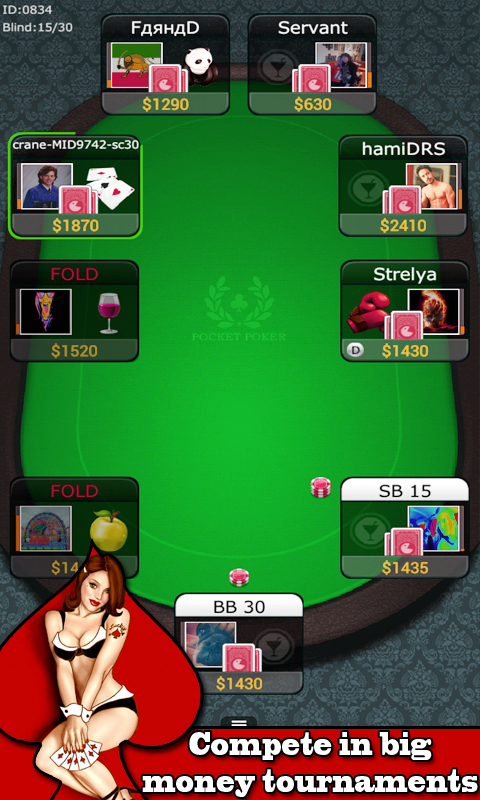 ID:0834
Blind:15/30
FдяндD
Servant
$1290
$630
crane-MID9742-sc30
hamiDRS
$1870
$2410
FOLD
Strelya
$1520
D
$1430
POCKET POKER
FOLD
SB 15
$14
$1435
BB 30
$1430
Compete in big
money tournaments